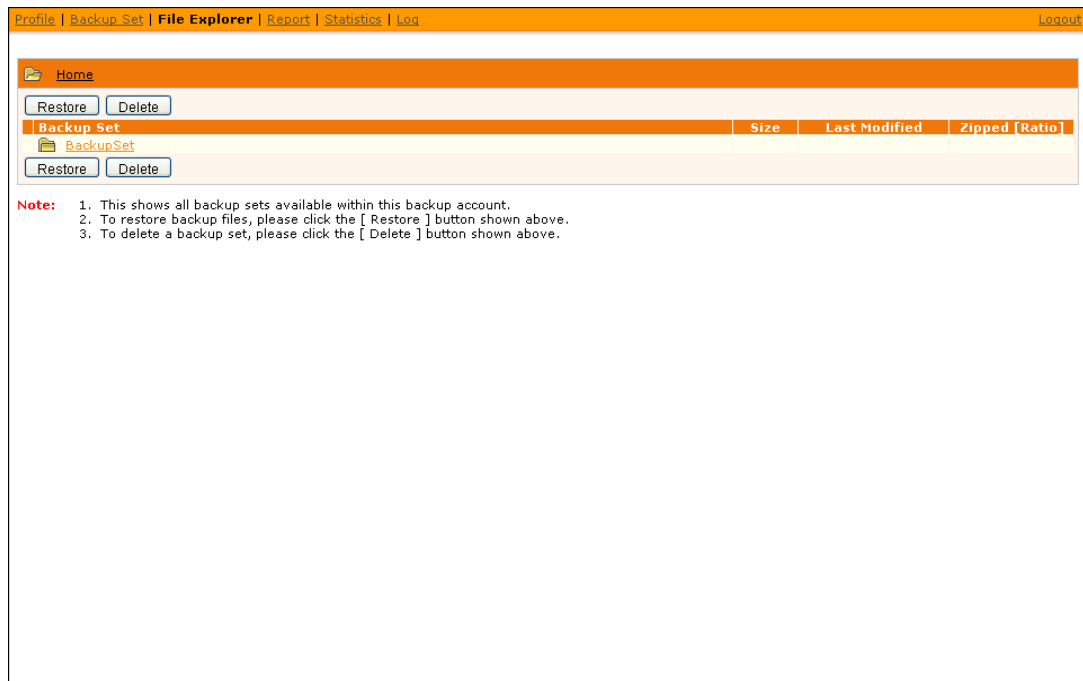 Profile | Backup Set | File Explorer | Report | Statistics | Log Logout
Home
Restore Delete
Backup Set Size Last Modified Zipped [Ratio]
BackupSet
Restore Delete
Note: 1. This shows all backup sets available within this backup account.
2. To restore backup files, please click the [ Restore ] button shown above.
3. To delete a backup set, please click the [ Delete ] button shown above.